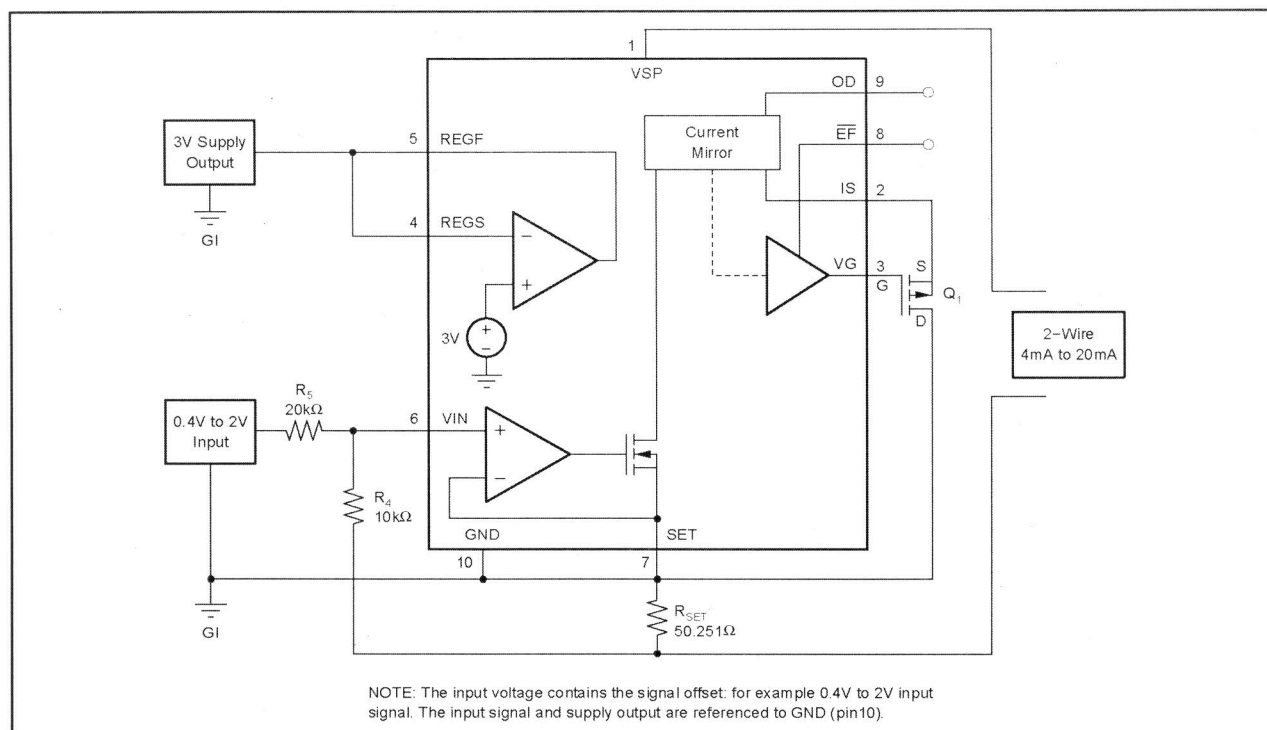 1
VSP
OD 9
EF 8
Current
Mirror
3V Supply
Output
5 REGF
GI
4 REGS
IS 2
VG 3
G
S
Q1
D
−
+
+
−
3V
2−Wire
4mA to 20mA
R5
20kΩ
0.4V to 2V
Input
6 VIN
+
−
R4
10kΩ
GND
SET
10
7
GI
RSET
50.251Ω
NOTE: The input voltage contains the signal offset: for example 0.4V to 2V input
signal. The input signal and supply output are referenced to GND (pin10).